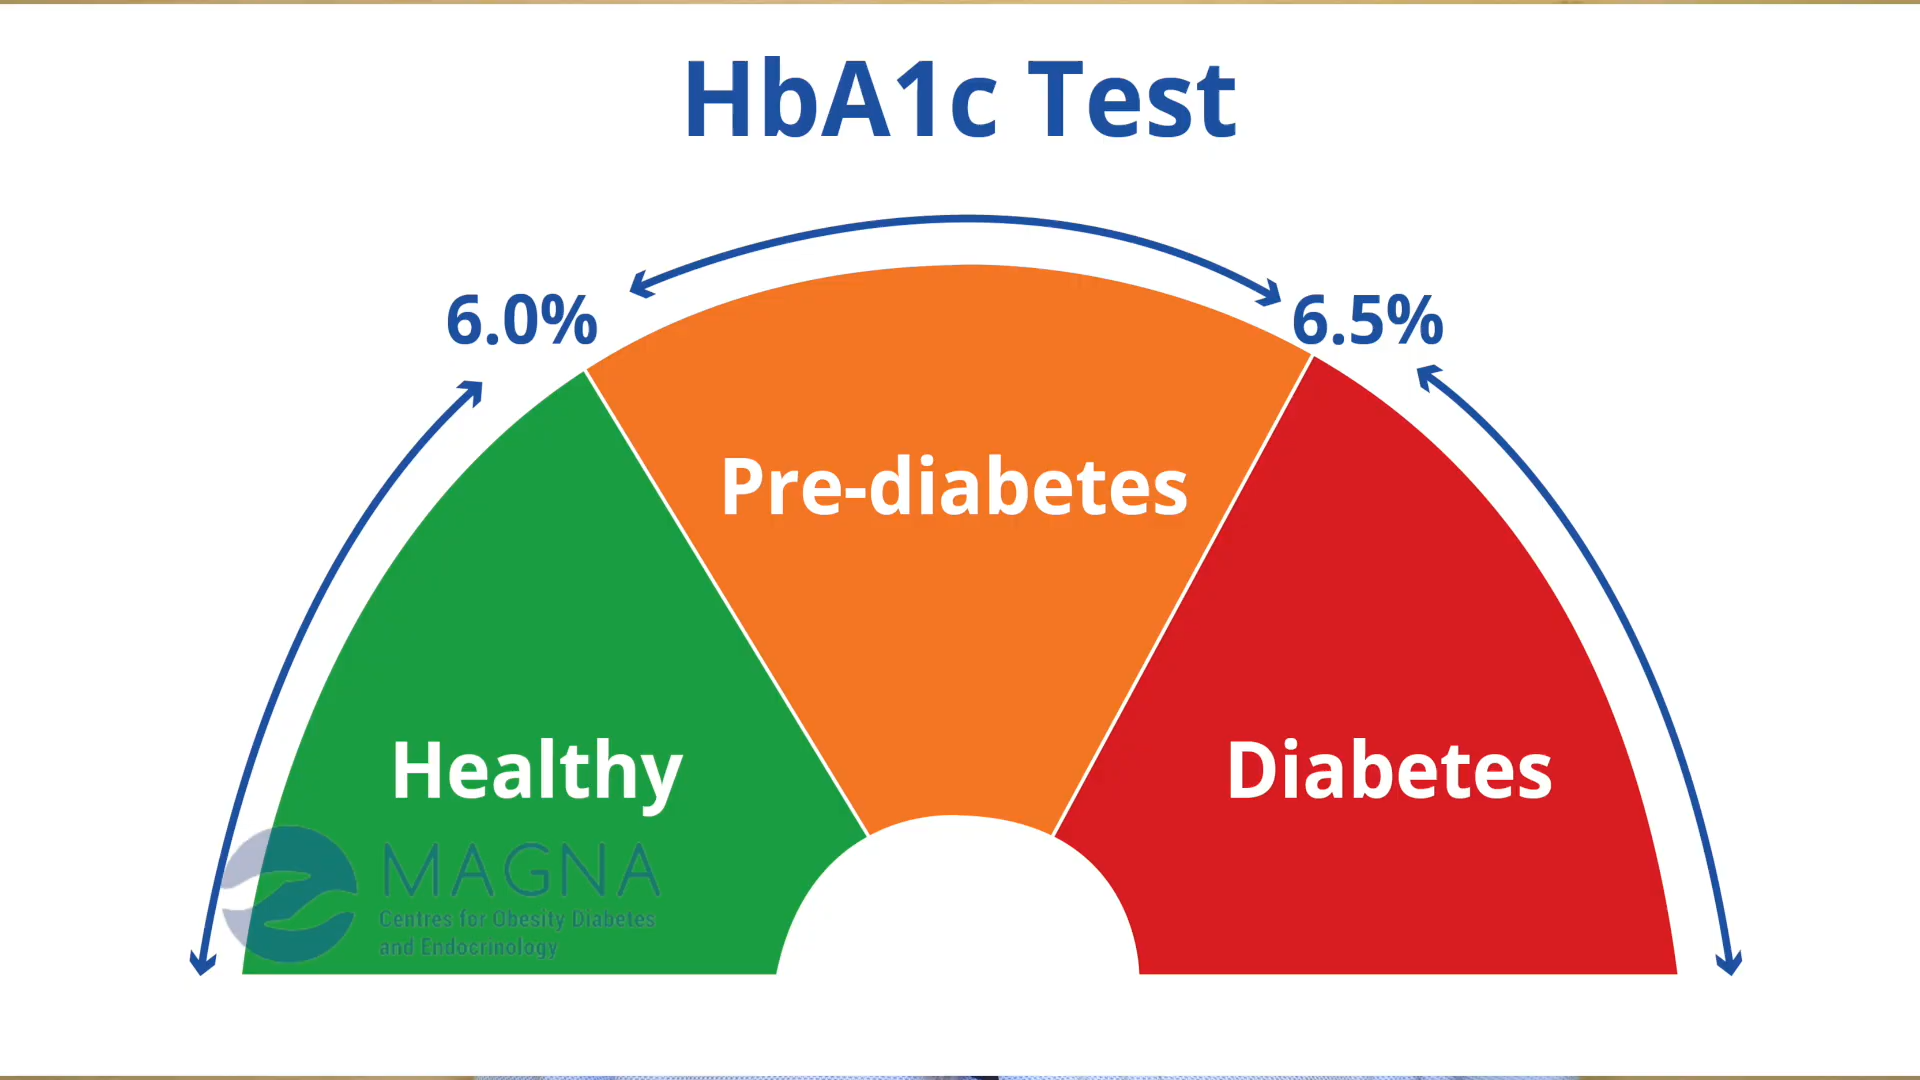 HbA1c Test
6.0%
6.5%
Pre-diabetes
Healthy
Diabetes
MAGNA
Centres for Obesity Diabetes
and Endocrinology